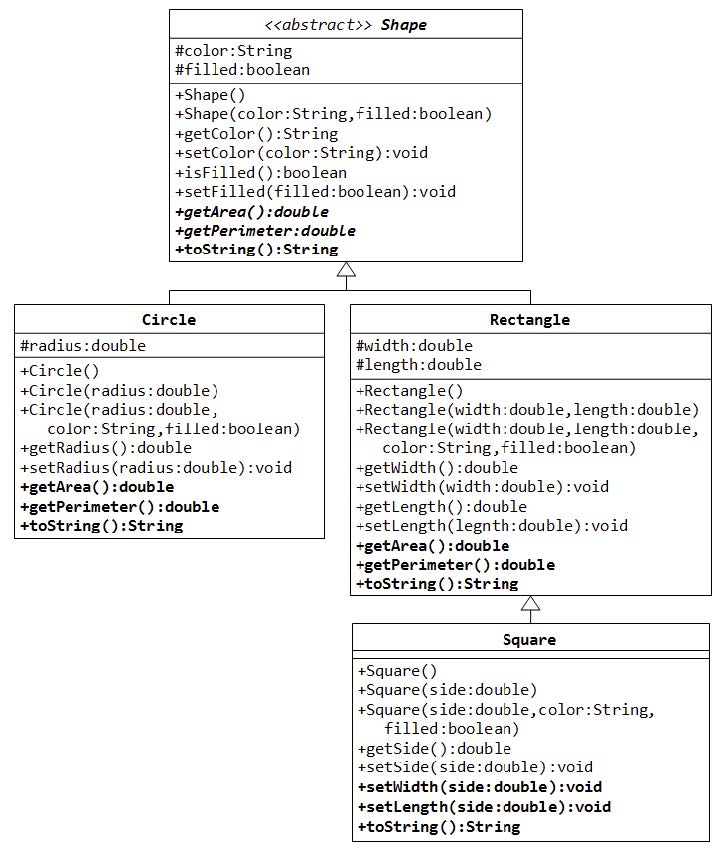 <<abstract>> Shape
#color:String
#filled:boolean
+Shape()
+Shape(color:String,filled:boolean)
+getColor():String
+setColor(color:String):void
+isFilled():boolean
+setFilled(filled:boolean):void
+getArea():double
+getPerimeter:double
+toString():String
Circle
#radius:double
+Circle()
+Circle(radius:double)
+Circle(radius:double,
color:String,filled:boolean)
+getRadius():double
+setRadius(radius:double):void
+getArea():double
+getPerimeter():double
+toString():String
Rectangle
#width:double
#length:double
+Rectangle()
+Rectangle(width:double,length:double)
+Rectangle(width:double,length:double,
color:String,filled:boolean)
+getWidth():double
+setWidth(width:double):void
+getLength():double
+setLength(legnth:double):void
+getArea():double
+getPerimeter():double
+toString():String
Square
+Square()
+Square(side:double)
+Square(side:double,color:String,
filled:boolean)
+getSide():double
+setSide(side:double):void
+setWidth(side:double):void
+setLength(side:double):void
+toString():String